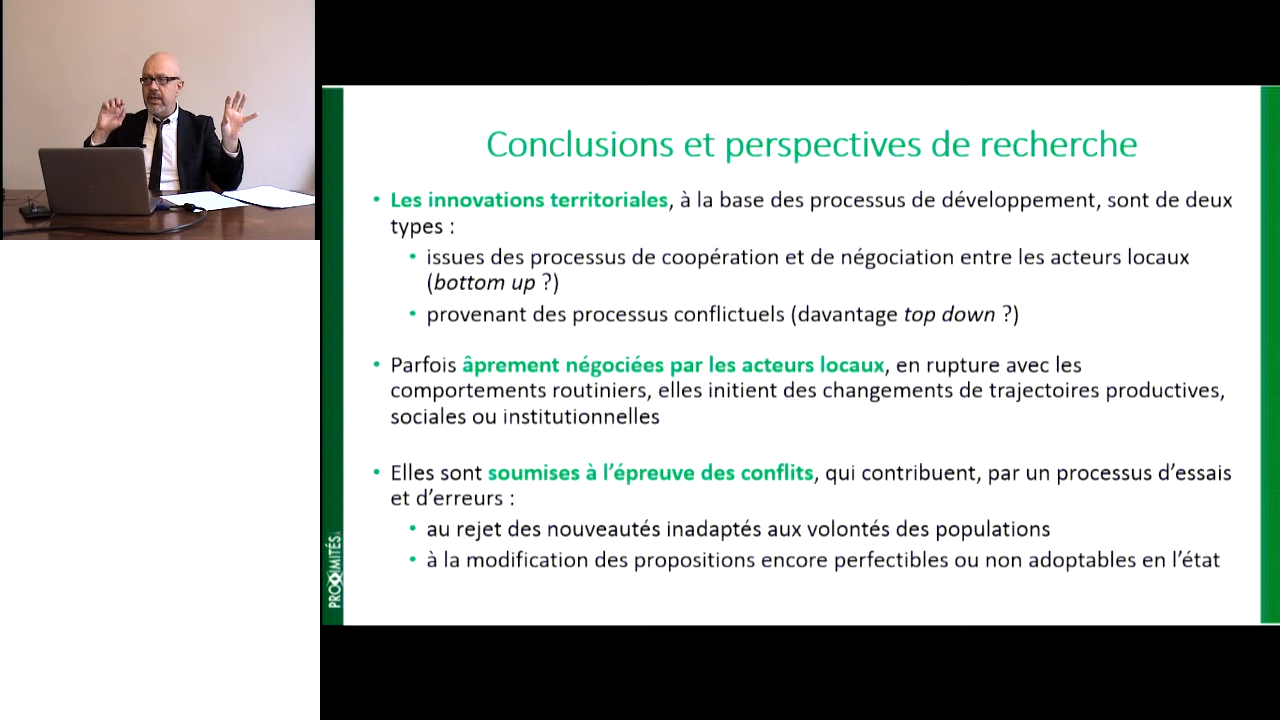 Conclusions et perspectives de recherche
• Les innovations territoriales, à la base des processus de développement, sont de deux
types :
• issues des processus de coopération et de négociation entre les acteurs locaux
(bottom up ?)
• provenant des processus conflictuels (davantage top down ?)
• Parfois âprement négociées par les acteurs locaux, en rupture avec les
comportements routiniers, elles initient des changements de trajectoires productives,
sociales ou institutionnelles
• Elles sont soumises à l’épreuve des conflits, qui contribuent, par un processus d’essais
et d’erreurs :
• au rejet des nouveautés inadaptés aux volontés des populations
• à la modification des propositions encore perfectibles ou non adoptables en l’état
PROXIMITÉS